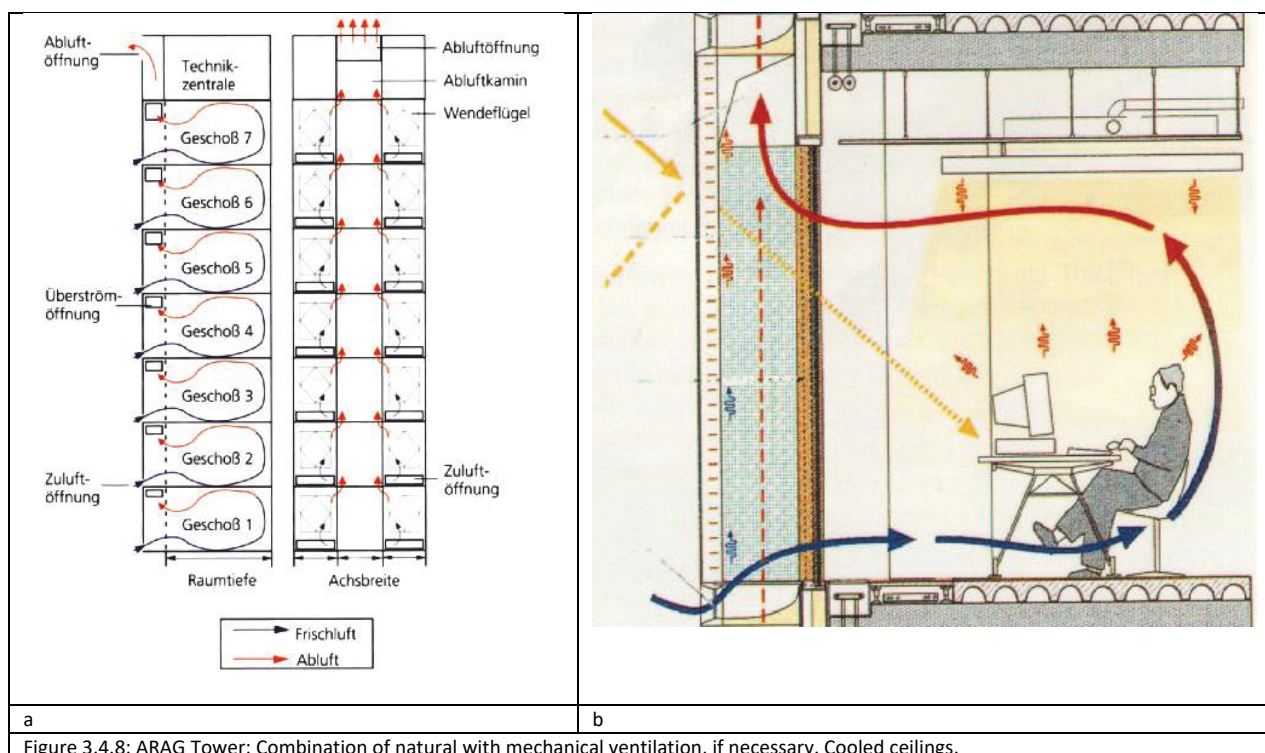 Abluft-
öffnung
Technik-
zentrale
Geschoß 7
Geschoß 6
Geschoß 5
Überström-
öffnung
Geschoß 4
Geschoß 3
Geschoß 2
Zuluft-
öffnung
Geschoß 1
Raumtiefe
Abluftöffnung
Abluftkamin
Wendeflügel
Zuluft-
öffnung
Achsbreite
Frischluft
Abluft
a
b
Figure 3.4.8: ARAG Tower: Combination of natural with mechanical ventilation, if necessary. Cooled ceilings.